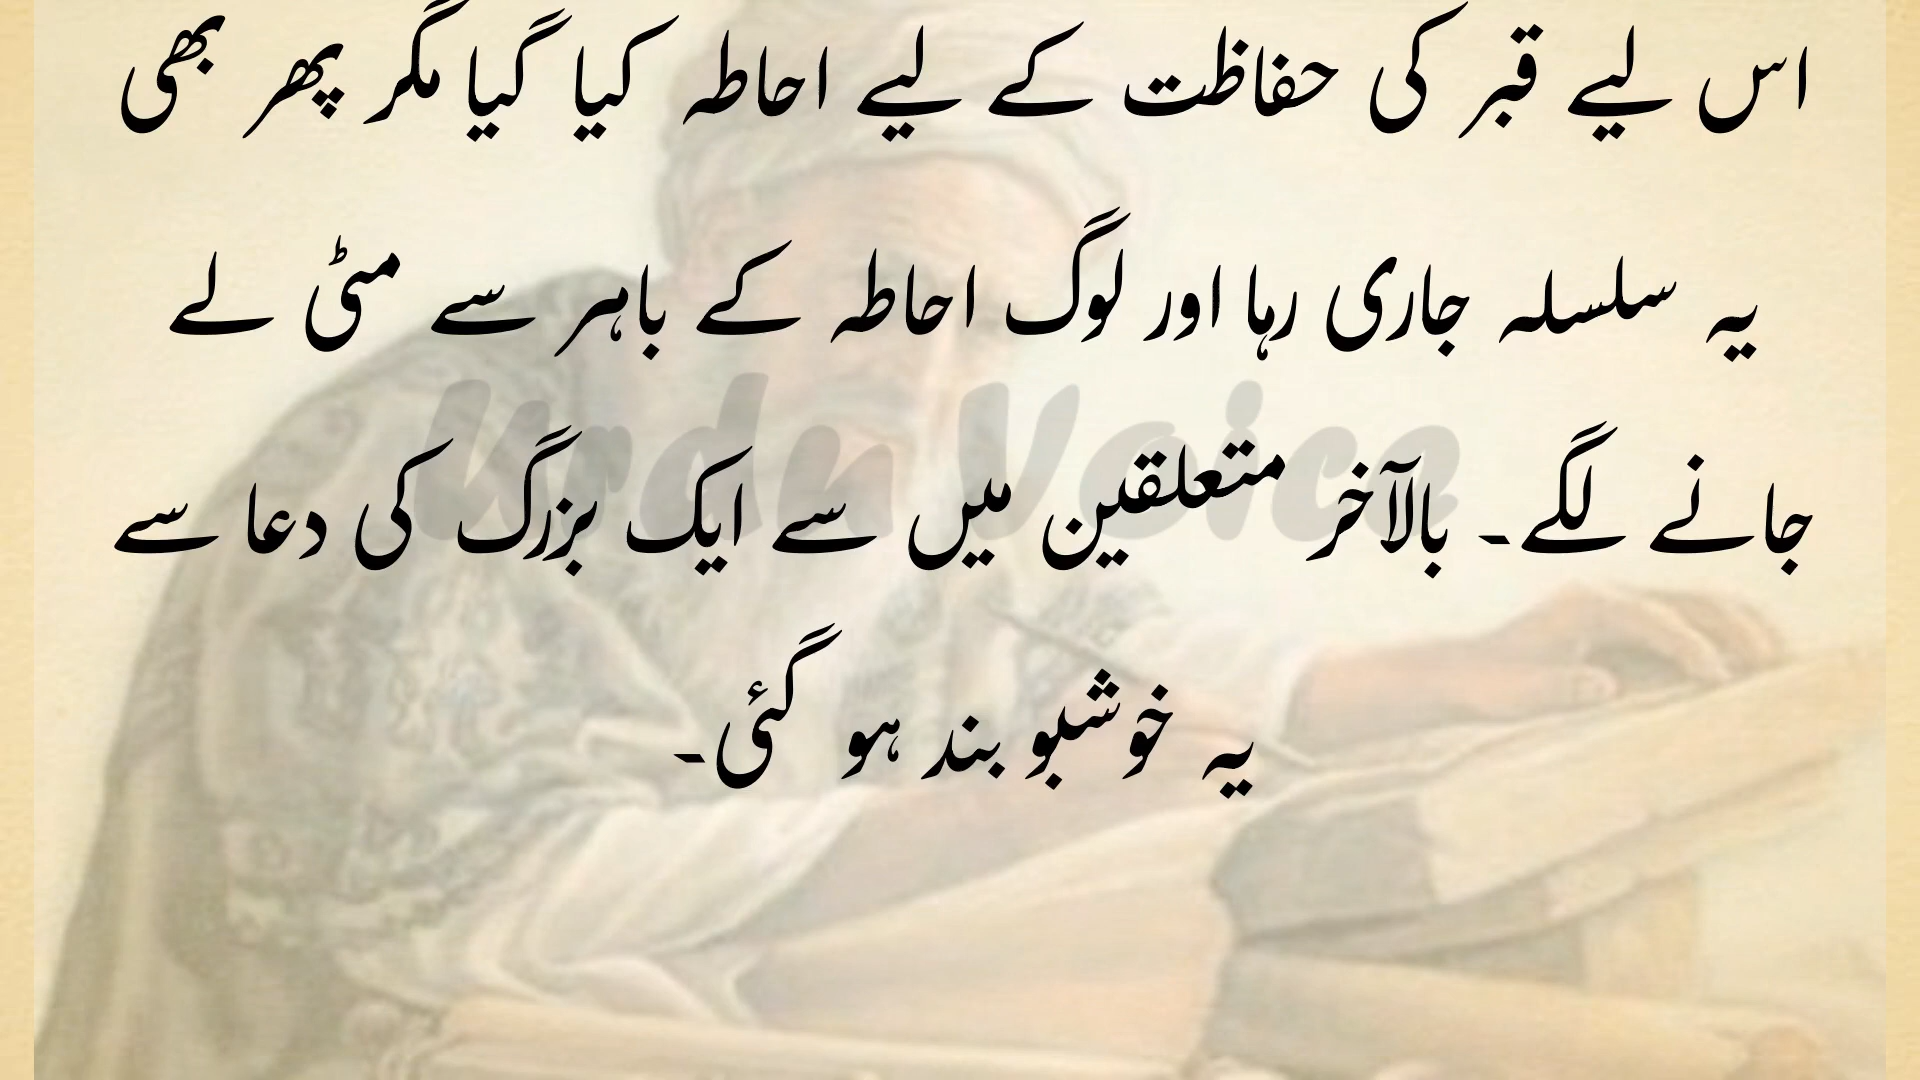 اس لیے قبر کی حفاظت کے لیے احاطہ کیا گیا مگر پھر بھی
یہ سلسلہ جاری رہا اور لوگ احاطہ کے باہر سے مٹی لے
Urdu Voice
جانے لگے۔ بالآخر متعلقین میں سے ایک بزرگ کی دعا سے
یہ خوشبو بند ہو گئی۔